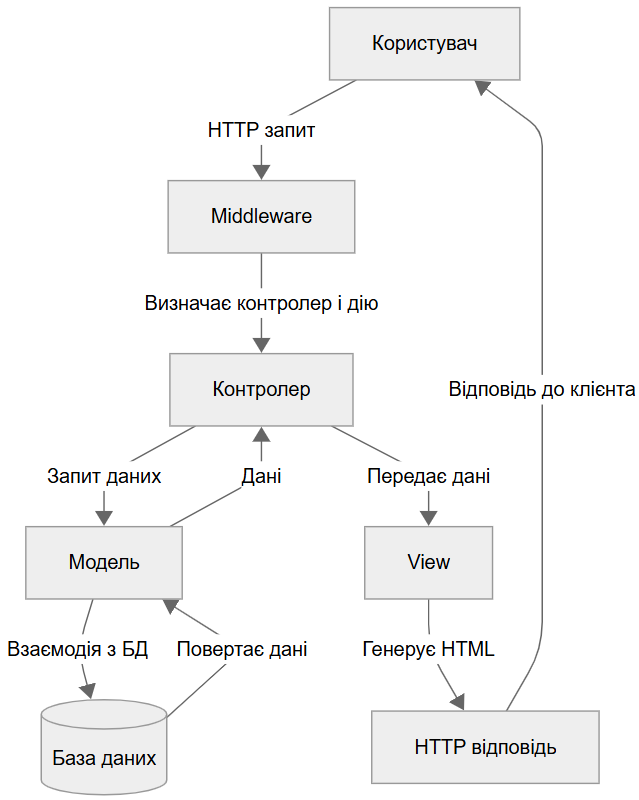 Користувач
HTTP запит
Middleware
Визначає контролер і дію
Контролер
Відповідь до клієнта
Запит даних
Дані
Передає дані
Модель
View
Взаємодія з БД
Повертає дані
Генерує HTML
База даних
HTTP відповідь